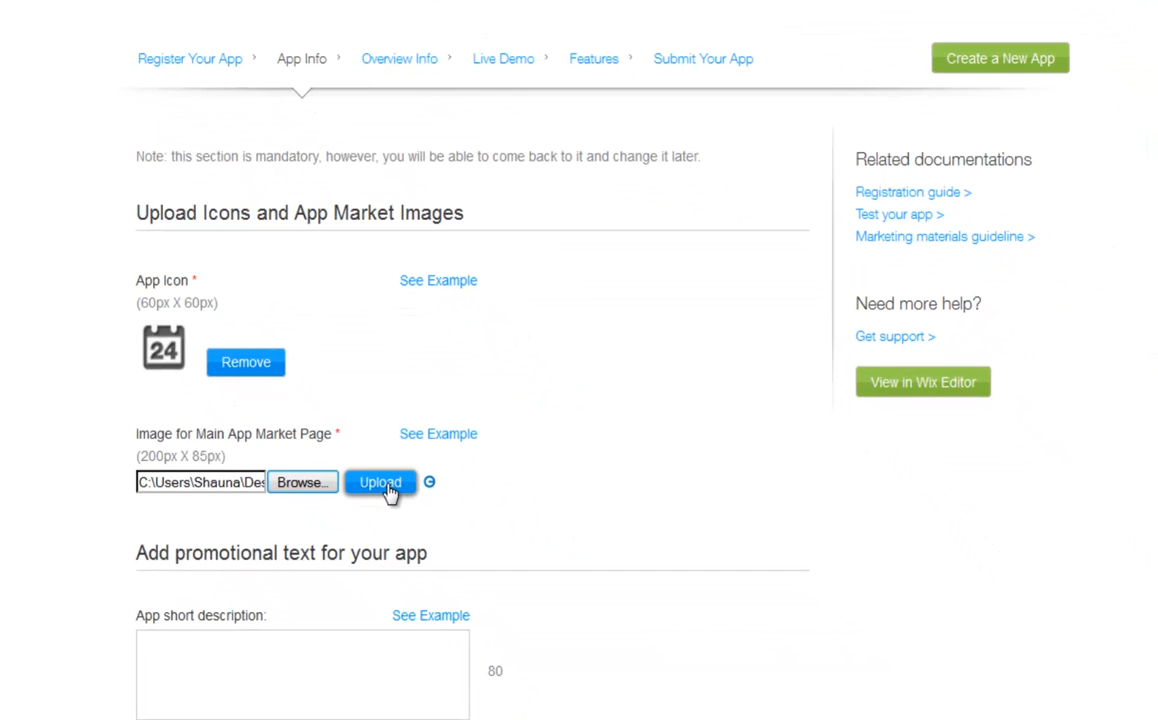 Register Your App
App Info
Overview Info
Live Demo
Features
Submit Your App
Create a New App
Note: this section is mandatory, however, you will be able to come back to it and change it later.
Related documentations
Registration guide >
Test your app >
Marketing materials guideline >
Need more help?
Get support >
View in Wix Editor
Upload Icons and App Market Images
App Icon *
See Example
(60px X 60px)
24
Remove
Image for Main App Market Page *
See Example
(200px X 85px)
C:\Users\Shauna\Des
Browse...
Upload
Add promotional text for your app
App short description:
See Example
80